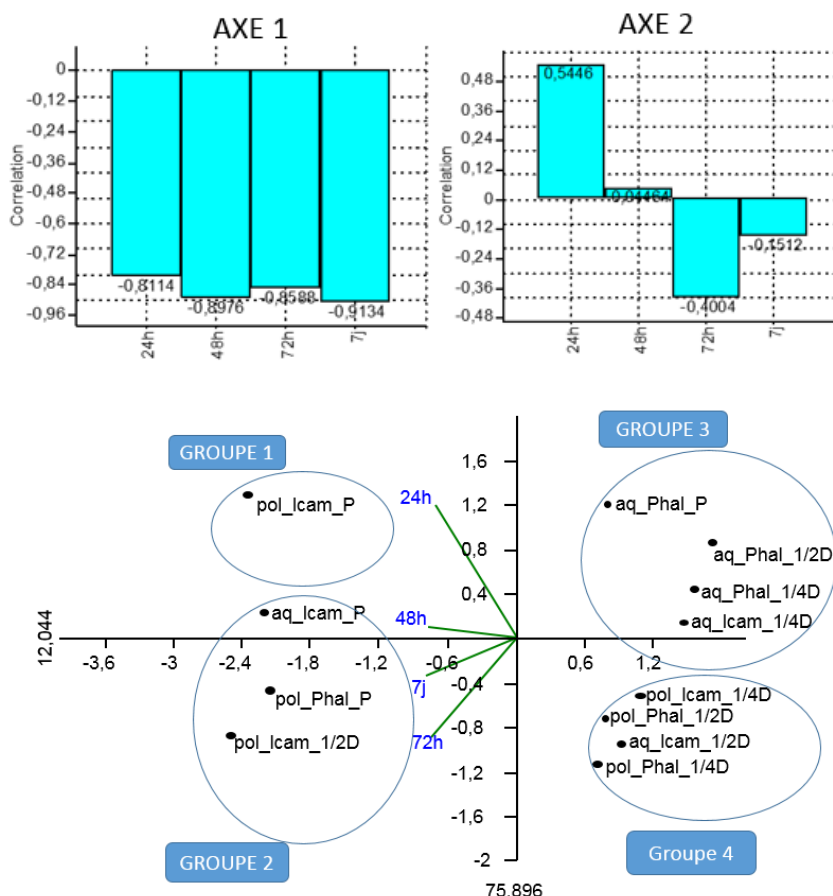 AXE 1
0
-0,12
-0,24
-0,36
-0,48
-0,6
-0,72
-0,84
-0,96
Correlation
-0,8114
-0,8976
-0,8588
-0,9134
24h
48h
72h
7j
AXE 2
0,48
0,36
0,24
0,12
0
-0,12
-0,24
-0,36
-0,48
Correlation
0,5446
0,04464
-0,4004
-0,1512
24h
48h
72h
7j
GROUPE 1
GROUPE 3
1,6
1,2
0,8
0,4
-0,4
-0,8
-1,2
-1,6
-2
12,044
-3,6
-3
-2,4
-1,8
-1,2
-0,6
0,6
1,2
24h
48h
7j
72h
pol_Icam_P
aq_Icam_P
pol_Phal_P
pol_Icam_1/2D
aq_Phal_P
aq_Phal_1/2D
aq_Phal_1/4D
aq_Icam_1/4D
pol_Icam_1/4D
pol_Phal_1/2D
aq_Icam_1/2D
pol_Phal_1/4D
GROUPE 2
Groupe 4
75,896